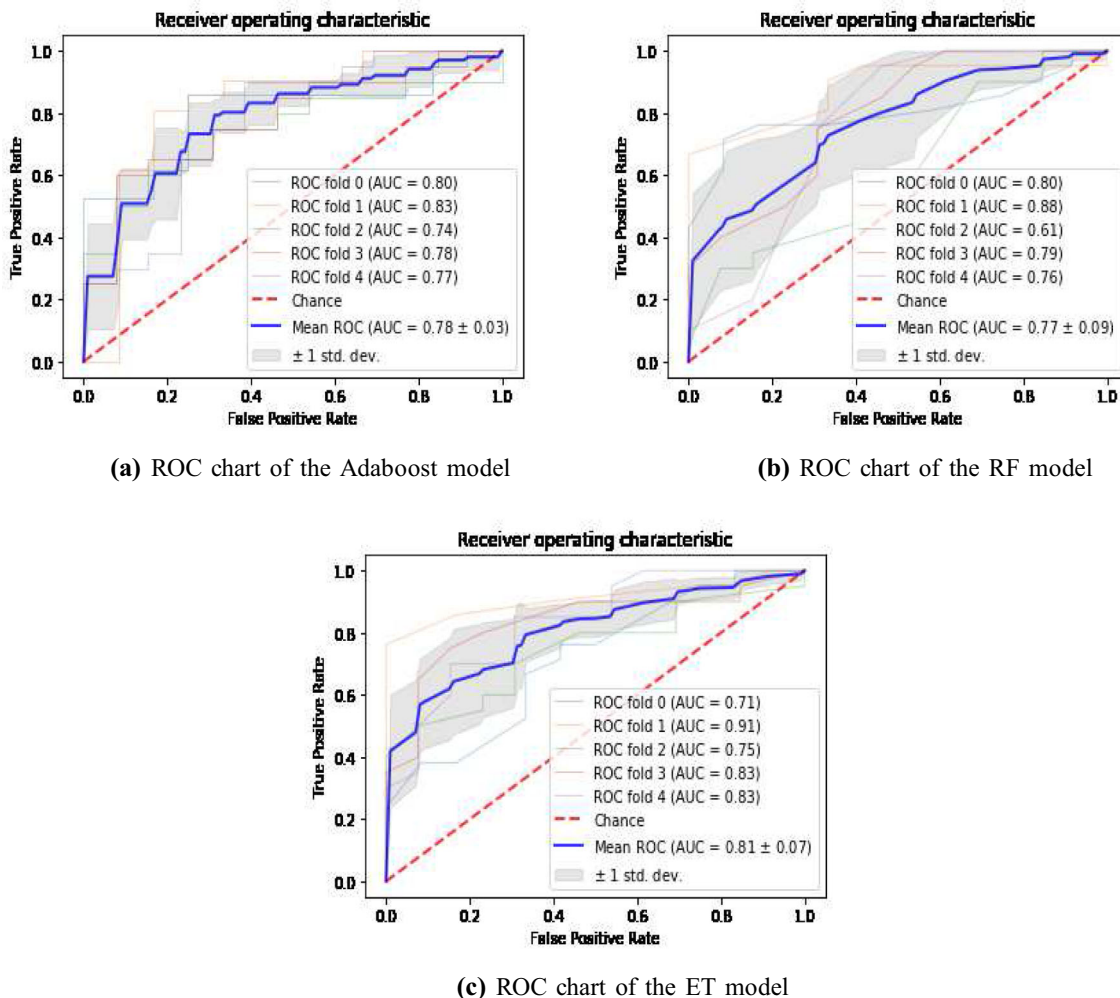 Receiver operating characteristic
1.0
0.8
0.6
0.4
0.2
0.0
True Positive Rate
ROC fold 0 (AUC = 0.80)
ROC fold 1 (AUC = 0.83)
ROC fold 2 (AUC = 0.74)
ROC fold 3 (AUC = 0.78)
ROC fold 4 (AUC = 0.77)
Chance
Mean ROC (AUC = 0.78 ± 0.03)
± 1 std. dev.
0.0 0.2 0.4 0.6 0.8 1.0
False Positive Rate
(a) ROC chart of the Adaboost model
Receiver operating characteristic
1.0
0.8
0.6
0.4
0.2
0.0
True Positive Rate
ROC fold 0 (AUC = 0.80)
ROC fold 1 (AUC = 0.88)
ROC fold 2 (AUC = 0.61)
ROC fold 3 (AUC = 0.79)
ROC fold 4 (AUC = 0.76)
Chance
Mean ROC (AUC = 0.77 ± 0.09)
± 1 std. dev.
0.0 0.2 0.4 0.6 0.8 1.0
False Positive Rate
(b) ROC chart of the RF model
Receiver operating characteristic
1.0
0.8
0.6
0.4
0.2
0.0
True Positive Rate
ROC fold 0 (AUC = 0.71)
ROC fold 1 (AUC = 0.91)
ROC fold 2 (AUC = 0.75)
ROC fold 3 (AUC = 0.83)
ROC fold 4 (AUC = 0.83)
Chance
Mean ROC (AUC = 0.81 ± 0.07)
± 1 std. dev.
0.0 0.2 0.4 0.6 0.8 1.0
False Positive Rate
(c) ROC chart of the ET model